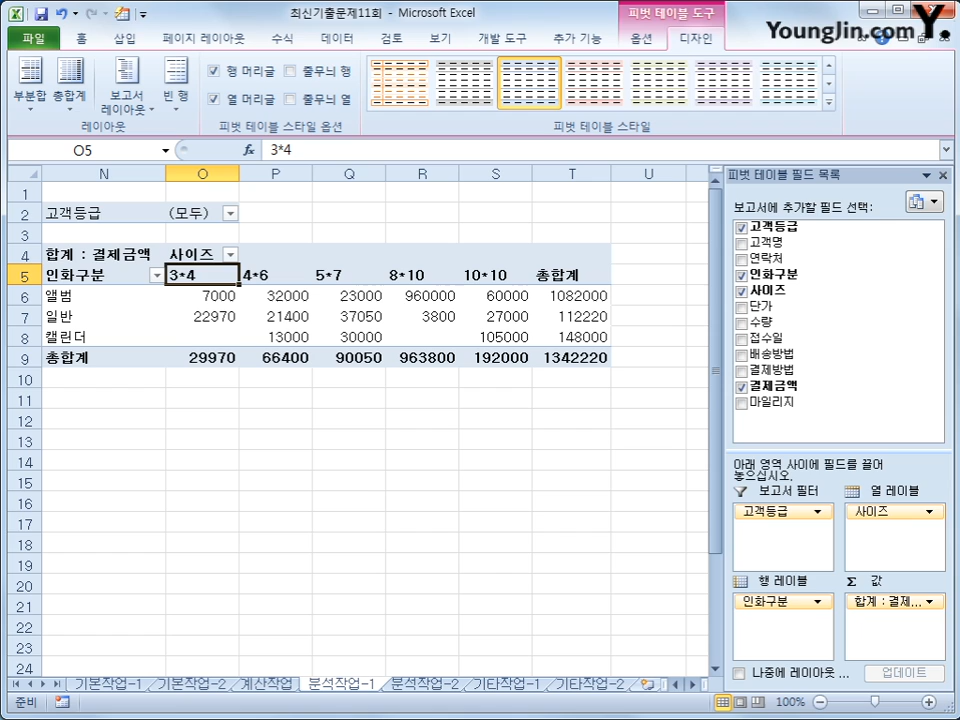 최신기출문제11회 - Microsoft Excel
피벗 테이블 도구
Younglin.com Y.
파일 홈 삽입 페이지 레이아웃 수식 데이터 검토 보기 개발 도구 추가 기능 옵션 디자인
부분합 총합계 보고서 레이아웃 빈 행
행 머리글 줄무늬 행
열 머리글 줄무늬 열
레이아웃 피벗 테이블 스타일 옵션 피벗 테이블 스타일
O5 fx 3*4
N O P Q R S T U
1
2 고객등급 (모두)
3
4 합계 : 결제금액 사이즈
5 인화구분 3*4 4*6 5*7 8*10 10*10 총합계
6 앨범 7000 32000 23000 960000 60000 1082000
7 일반 22970 21400 37050 3800 27000 112220
8 캘린더 13000 30000 105000 148000
9 총합계 29970 66400 90050 963800 192000 1342220
10
11
12
13
14
15
16
17
18
19
20
21
22
23
24
피벗 테이블 필드 목록
보고서에 추가할 필드 선택:
고객등급
고객명
연락처
인화구분
사이즈
단가
수량
접수일
배송방법
결제방법
결제금액
마일리지
아래 영역 사이에 필드를 끌어
놓으십시오.
보고서 필터 열 레이블
고객등급 사이즈
행 레이블 Σ 값
인화구분 합계 : 결제...
나중에 레이아웃 ... 업데이트
기본작업-1 기본작업-2 계산작업 분석작업-1 분석작업-2 기타작업-1 기타작업-2
준비 100%